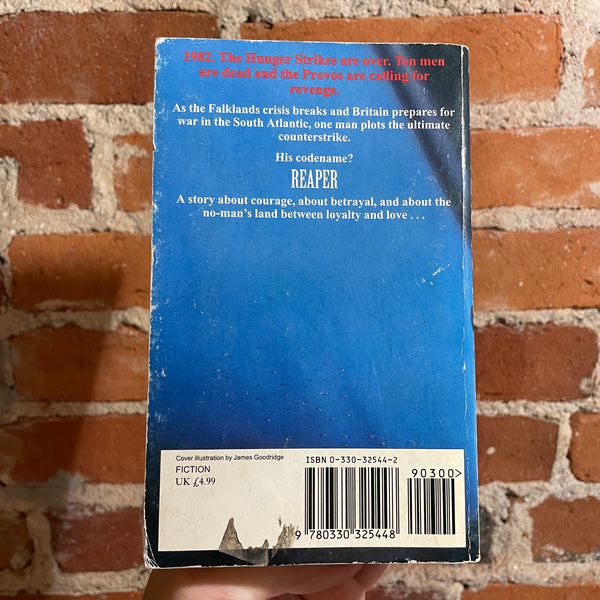 1982. The Hunger Strikes are over. Ten men
are dead and the Provos are calling for
revenge.
As the Falklands crisis breaks and Britain prepares for
war in the South Atlantic, one man plots the ultimate
counterstrike.
His codename?
REAPER
A story about courage, about betrayal, and about the
no-man's land between loyalty and love . . .
Cover illustration by James Goodridge
FICTION
UK £4.99
ISBN 0-330-32544-2
90300>
9 780330 325448